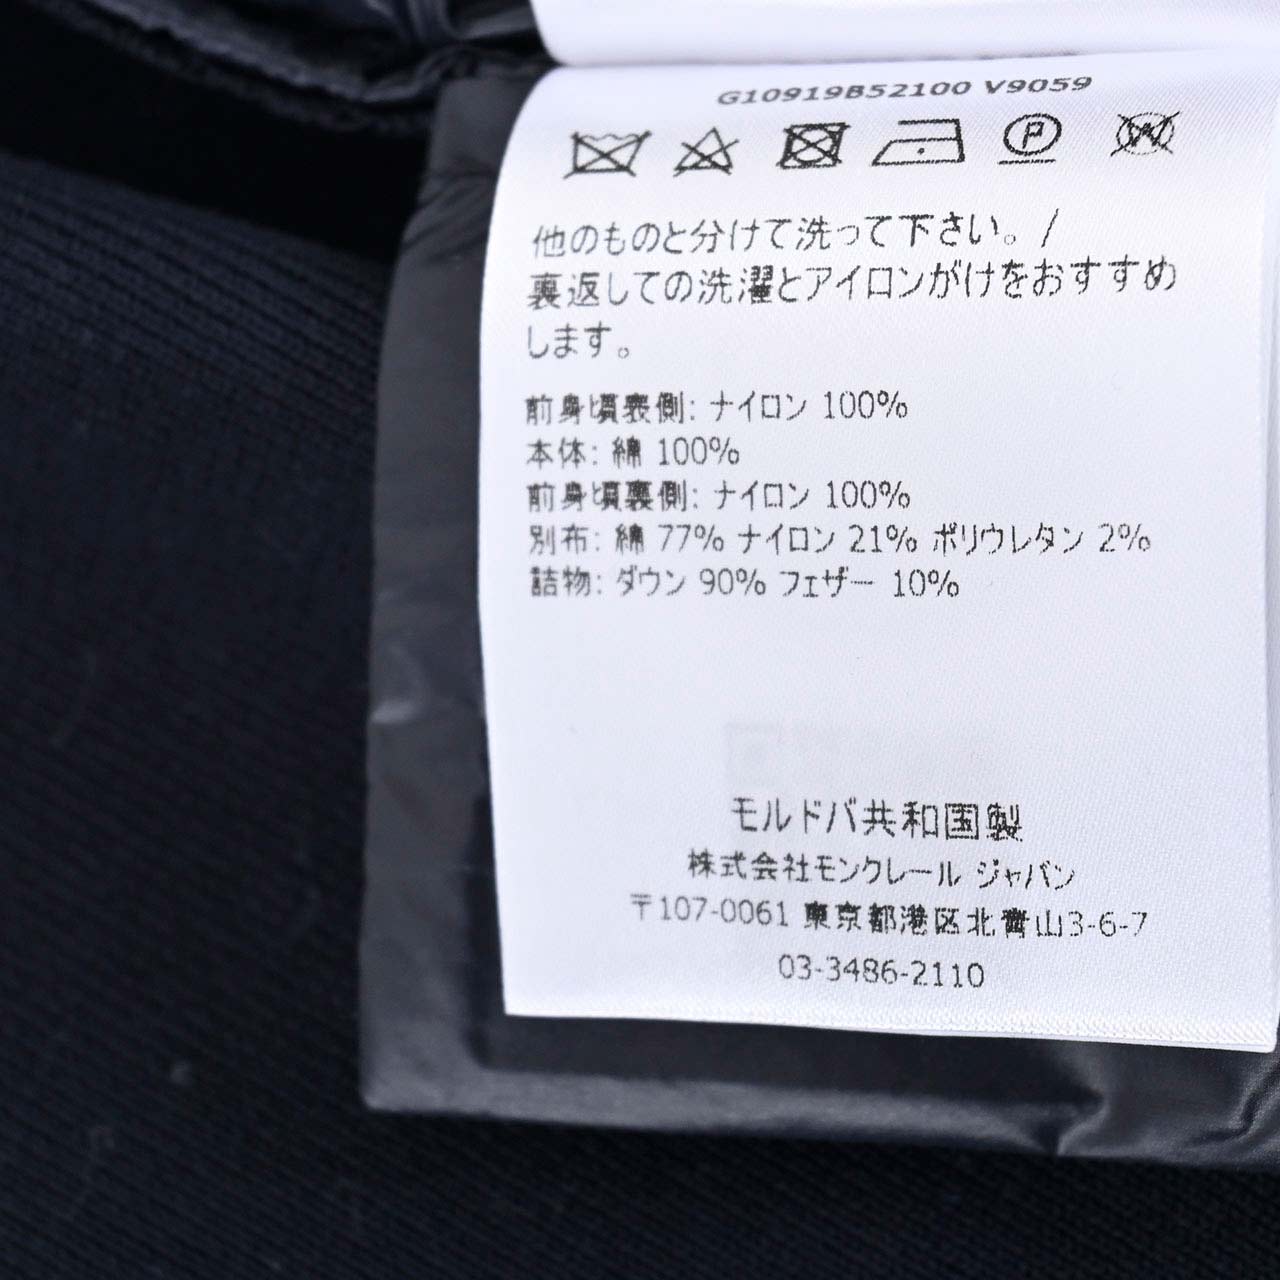 G10919B52100 V9059
他のものと分けて洗って下さい。/
裏返しての洗濯とアイロンがけをおすすめ
します。
前身頃表側: ナイロン 100%
本体: 綿 100%
前身頃裏側: ナイロン 100%
別布: 綿 77% ナイロン 21% ポリウレタン 2%
詰物: ダウン 90% フェザー 10%
モルドバ共和国製
株式会社モンクレール ジャパン
〒107-0061 東京都港区北青山3-6-7
03-3486-2110